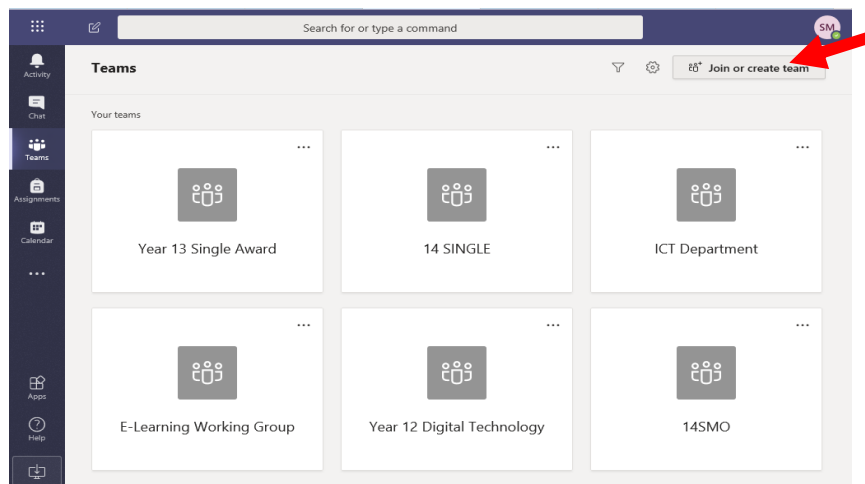 Search for or type a command
SM
Activity
Chat
Teams
Assignments
Calendar
Apps
Help
Teams
Join or create team
Your teams
...
...
...
Year 13 Single Award
14 SINGLE
ICT Department
...
...
...
E-Learning Working Group
Year 12 Digital Technology
14SMO